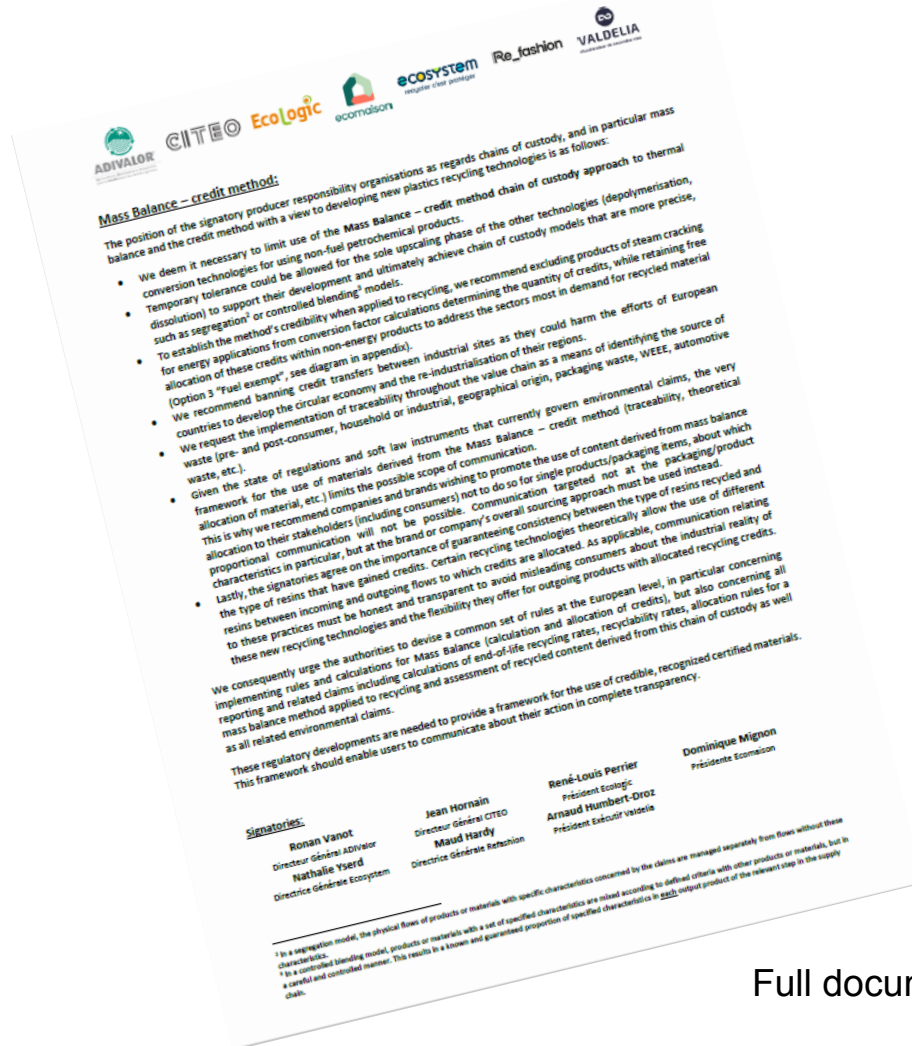 ADIVALOR
CITEO
EcoLogic
ecomaison
ecosystem
recycler c'est protéger
Re_fashion
VALDELIA
Mass Balance – credit method:
The position of the signatory producer responsibility organisations as regards chains of custody, and in particular mass
balance and the credit method with a view to developing new plastics recycling technologies is as follows:
• We deem it necessary to limit use of the Mass Balance – credit method chain of custody approach to thermal
conversion technologies for using non-fuel petrochemical products.
• Temporary tolerance could be allowed for the sole upscaling phase of the other technologies (depolymerisation,
dissolution) to support their development and ultimately achieve chain of custody models that are more precise,
such as segregation² or controlled blending³ models.
• To establish the method's credibility when applied to recycling, we recommend excluding products of steam cracking
for energy applications from conversion factor calculations determining the quantity of credits, while retaining free
allocation of these credits within non-energy products to address the sectors most in demand for recycled material
(Option 3 "Fuel exempt", see diagram in appendix).
• We recommend banning credit transfers between industrial sites as they could harm the efforts of European
countries to develop the circular economy and the re-industrialisation of their regions.
• We request the implementation of traceability throughout the value chain as a means of identifying the source of
waste (pre- and post-consumer, household or industrial, geographical origin, packaging waste, WEEE, automotive
waste, etc.).
• Given the state of regulations and soft law instruments that currently govern environmental claims, the very
framework for the use of materials derived from the Mass Balance – credit method (traceability, theoretical
allocation of material, etc.) limits the possible scope of communication.
This is why we recommend companies and brands wishing to promote the use of content derived from mass balance
allocation to their stakeholders (including consumers) not to do so for single products/packaging items, about which
proportional communication will not be possible. Communication targeted not at the packaging/product
characteristics in particular, but at the brand or company's overall sourcing approach must be used instead.
• Lastly, the signatories agree on the importance of guaranteeing consistency between the type of resins recycled and
the type of resins that have gained credits. Certain recycling technologies theoretically allow the use of different
resins between incoming and outgoing flows to which credits are allocated. As applicable, communication relating
to these practices must be honest and transparent to avoid misleading consumers about the industrial reality of
these new recycling technologies and the flexibility they offer for outgoing products with allocated recycling credits.
We consequently urge the authorities to devise a common set of rules at the European level, in particular concerning
implementing rules and calculations for Mass Balance (calculation and allocation of credits), but also concerning all
reporting and related claims including calculations of end-of-life recycling rates, recyclability rates, allocation rules for a
mass balance method applied to recycling and assessment of recycled content derived from this chain of custody as well
as all related environmental claims.
These regulatory developments are needed to provide a framework for the use of credible, recognized certified materials.
This framework should enable users to communicate about their action in complete transparency.
Signatories:
Ronan Vanot
Directeur Général ADIValor
Nathalie Yserd
Directrice Générale Ecosystem
Jean Hornain
Directeur Général CITEO
Maud Hardy
Directrice Générale Refashion
René-Louis Perrier
Président Ecologic
Arnaud Humbert-Droz
Président Exécutif Valdelia
Dominique Mignon
Présidente Ecomaison
² In a segregation model, the physical flows of products or materials with specific characteristics concerned by the claims are managed separately from flows without these
characteristics.
³ In a controlled blending model, products or materials with a set of specified characteristics are mixed according to defined criteria with other products or materials, but in
a careful and controlled manner. This results in a known and guaranteed proportion of specified characteristics in each output product of the relevant step in the supply
chain.
Full docu